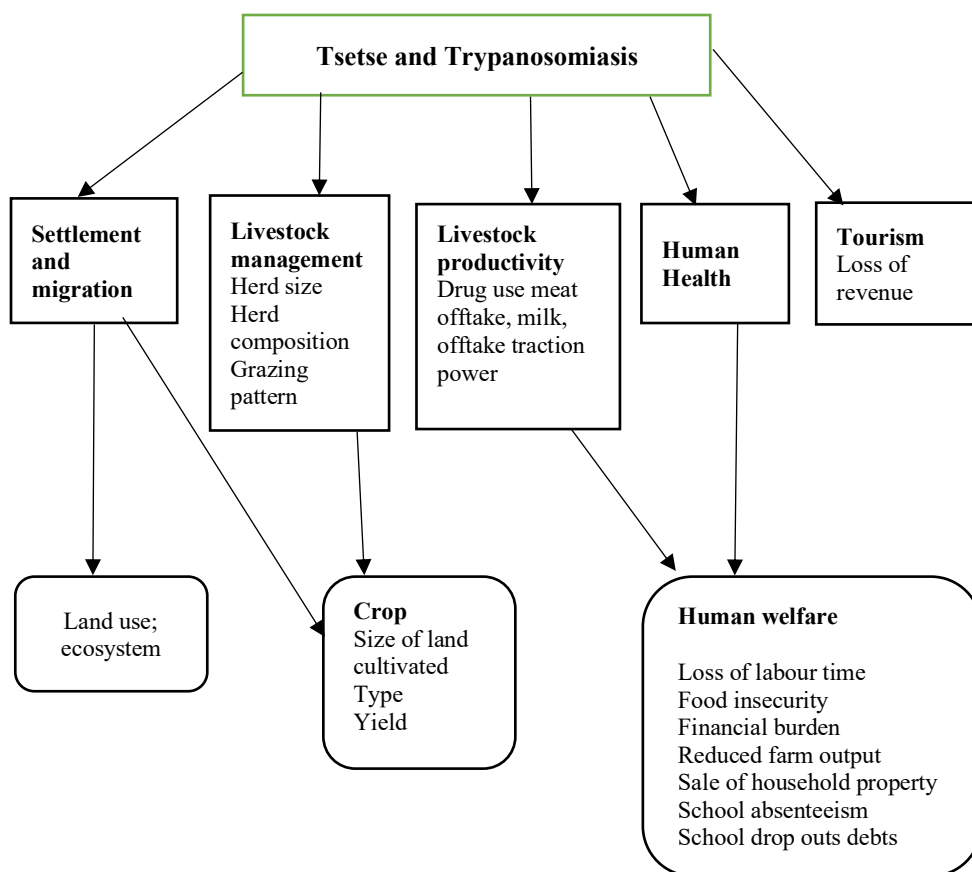 Tsetse and Trypanosomiasis
Settlement
and
migration
Livestock
management
Herd size
Herd
composition
Grazing
pattern
Livestock
productivity
Drug use meat
offtake, milk,
offtake traction
power
Human
Health
Tourism
Loss of
revenue
Land use;
ecosystem
Crop
Size of land
cultivated
Type
Yield
Human welfare
Loss of labour time
Food insecurity
Financial burden
Reduced farm output
Sale of household property
School absenteeism
School drop outs debts